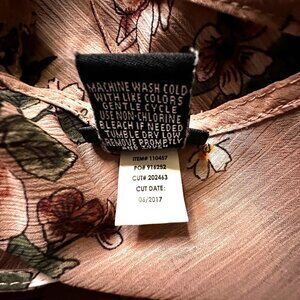 MACHINE WASH COLD
WITH LIKE COLORS
GENTLE CYCLE
USE NON-CHLORINE
BLEACH IF NEEDED
TUMBLE DRY LOW
REMOVE PROMPTLY
ITEM# 110457
PO# 915252
CUT# 202463
CUT DATE:
06/2017